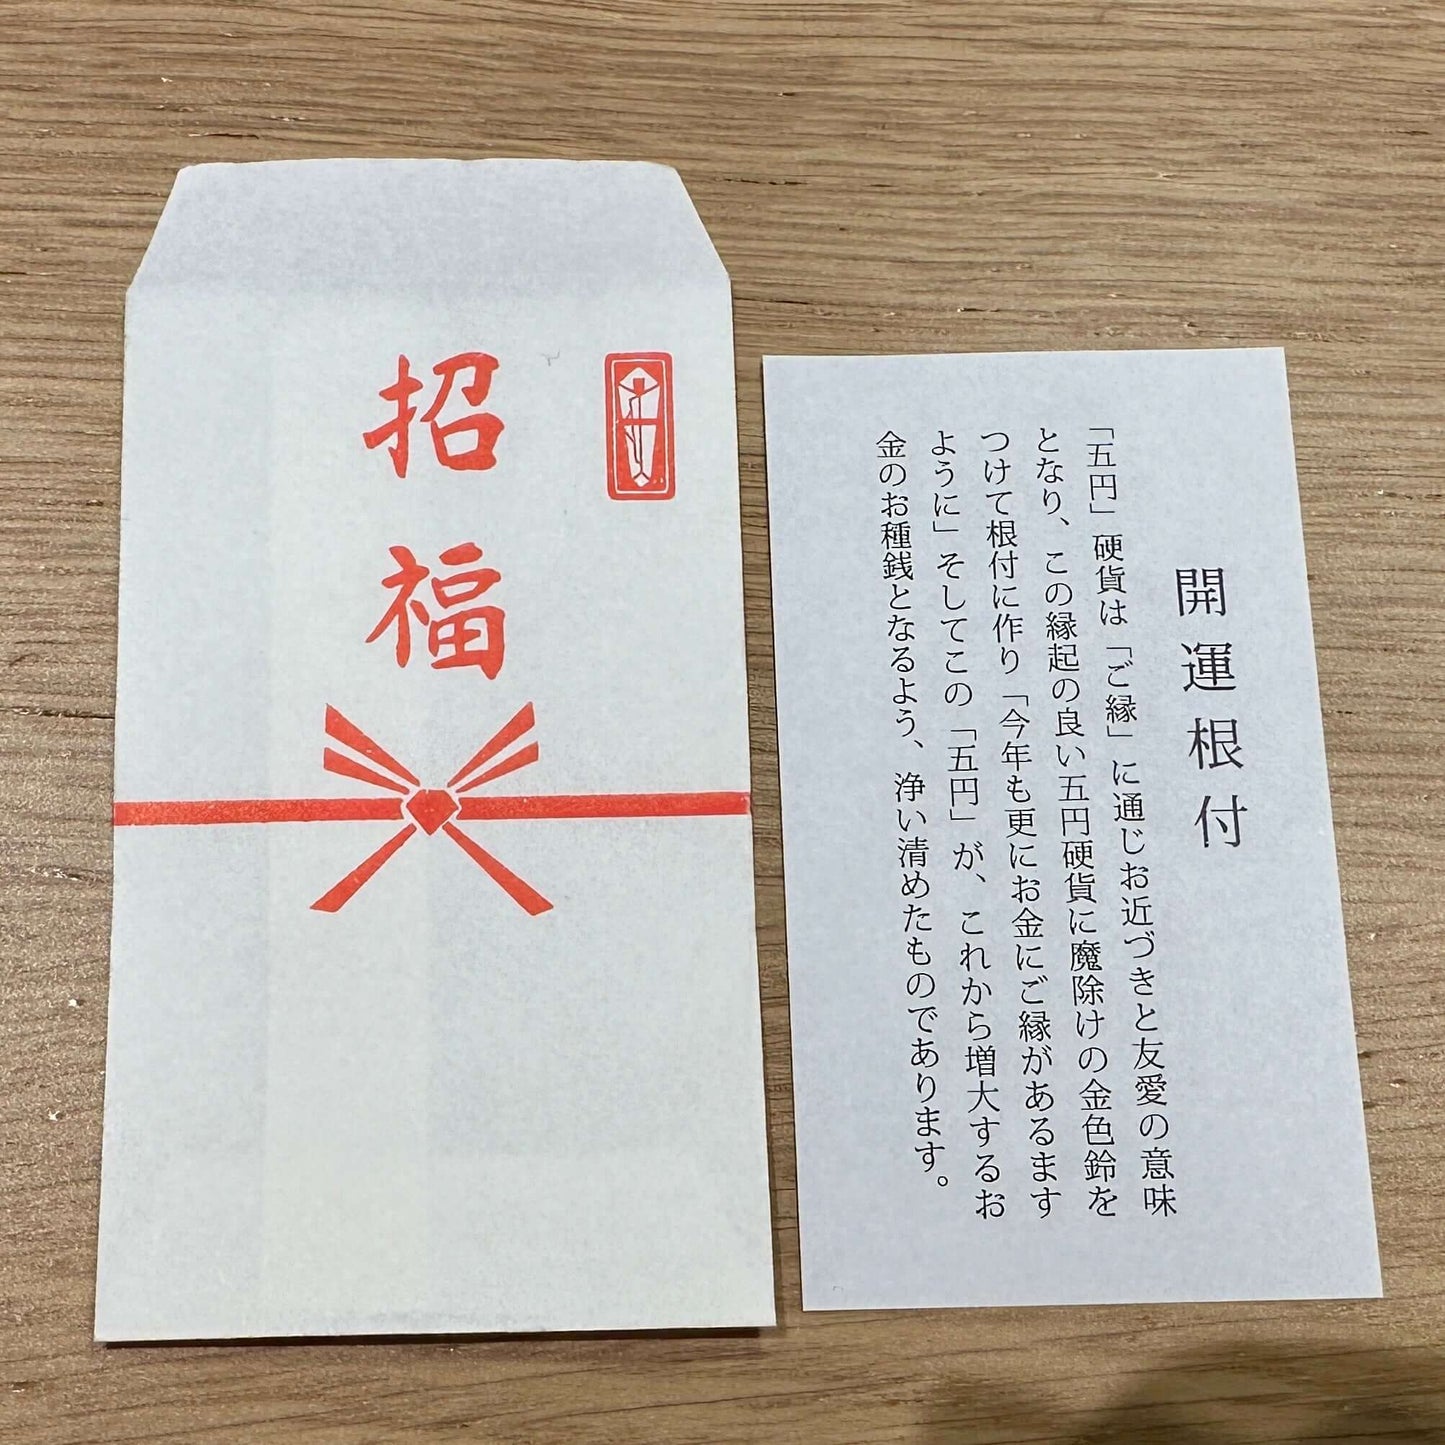 招福
開運根付
「五円」硬貨は「ご縁」に通じお近づきと友愛の意味
となり、この縁起の良い五円硬貨に魔除けの金色鈴を
つけて根付に作り「今年も更にお金にご縁があるます
ように」そしてこの「五円」が、これから増大するお
金のお種銭となるよう、浄い清めたものであります。